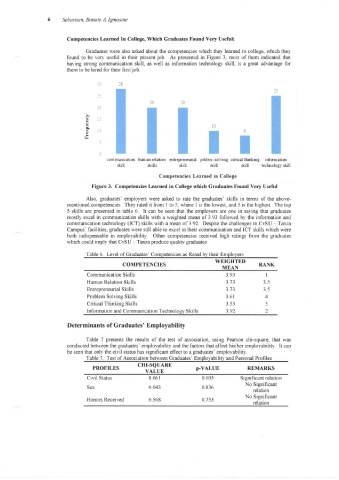 6 Sebastian, Bonoto & Igmasine
Competencies Learned In College, Which Graduates Found Very Useful;
Graduates were also asked about the competencies which they learned in college, which they
found to be very useful in their present job. As presented in Figure 3, most of them indicated that
having strong communication skill, as well as information technology skill, is a great advantage for
them to be hired for their first job.
Frequency
30
25
20
15
10
5
0
28
20
20
10
8
25
communication human relation entrepreneurial problem solving critical thinking information
skill skills skill skill skill technology skill
Competencies Learned in College
Figure 3. Competencies Learned in College which Graduates Found Very Useful
Also, graduates' employers were asked to rate the graduates' skills in terms of the above-
mentioned competencies. They rated it from 1 to 5, where 1 is the lowest, and 5 is the highest. The top
5 skills are presented in table 6. It can be seen that the employers are one in saying that graduates
mostly excel in communication skills with a weighted mean of 3.93 followed by the information and
communication technology (ICT) skills with a mean of 3.92. Despite the challenges in CvSU - Tanza
Campus' facilities, graduates were still able to excel in their communication and ICT skills which were
both indispensable in employability. Other competencies received high ratings from the graduates
which could imply that CvSU – Tanza produce quality graduates.
Table 6. Level of Graduates' Competencies as Rated by their Employers
COMPETENCIES WEIGHTED MEAN RANK
Communication Skills 3.93 1
Human Relation Skills 3.73 3.5
Entreprenurial Skills 3.73 3.5
Problem Solving Skills 3.61 4
Critical Thinking Skills 3.53 5
Information and Communication Technology Skills 3.92 2
Determinants of Graduates' Employability
Table 7 presents the results of the test of association, using Pearson chi-square, that was
conducted between the graduates' employability and the factors that affect higher employability. It can
be seen that only the civil status has significant effect to a graduates' employability.
Table 7. Test of Association between Graduates' Employability and Personal Profiles
PROFILES CHI-SQUARE VALUE p-VALUE REMARKS
Civil Status 8.061 0.005 Significant relation
Sex 0.043 0.836 No Significant relation
Honors Received 0.568 0.753 No Significant relation